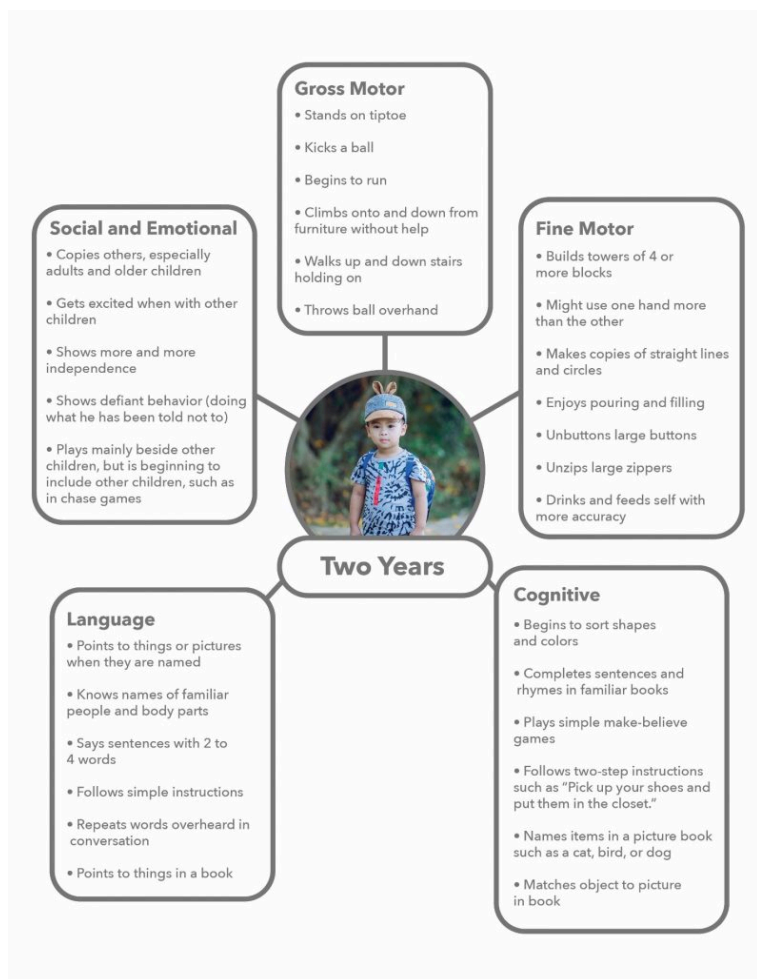 Gross Motor
• Stands on tiptoe
• Kicks a ball
• Begins to run
• Climbs onto and down from
furniture without help
• Walks up and down stairs
holding on
• Throws ball overhand
Social and Emotional
• Copies others, especially
adults and older children
• Gets excited when with other
children
• Shows more and more
independence
• Shows defiant behavior (doing
what he has been told not to)
• Plays mainly beside other
children, but is beginning to
include other children, such as
in chase games
Fine Motor
• Builds towers of 4 or
more blocks
• Might use one hand more
than the other
• Makes copies of straight lines
and circles
• Enjoys pouring and filling
• Unbuttons large buttons
• Unzips large zippers
• Drinks and feeds self with
more accuracy
Two Years
Language
• Points to things or pictures
when they are named
• Knows names of familiar
people and body parts
• Says sentences with 2 to
4 words
• Follows simple instructions
• Repeats words overheard in
conversation
• Points to things in a book
Cognitive
• Begins to sort shapes
and colors
• Completes sentences and
rhymes in familiar books
• Plays simple make-believe
games
• Follows two-step instructions
such as “Pick up your shoes and
put them in the closet.”
• Names items in a picture book
such as a cat, bird, or dog
• Matches object to picture
in book